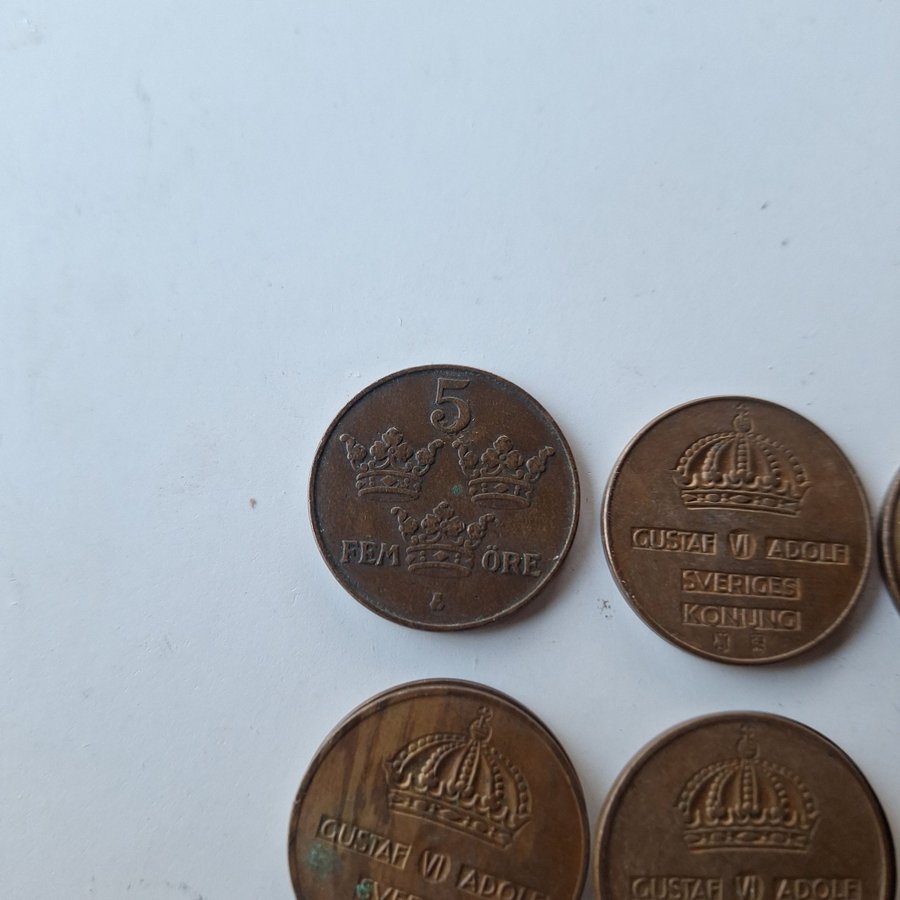 5
FEM ÖRE
GUSTAF VI ADOLF
SVERIGES
KONUNG
GUSTAF VI ADOLF
GUSTAF VI ADOLF